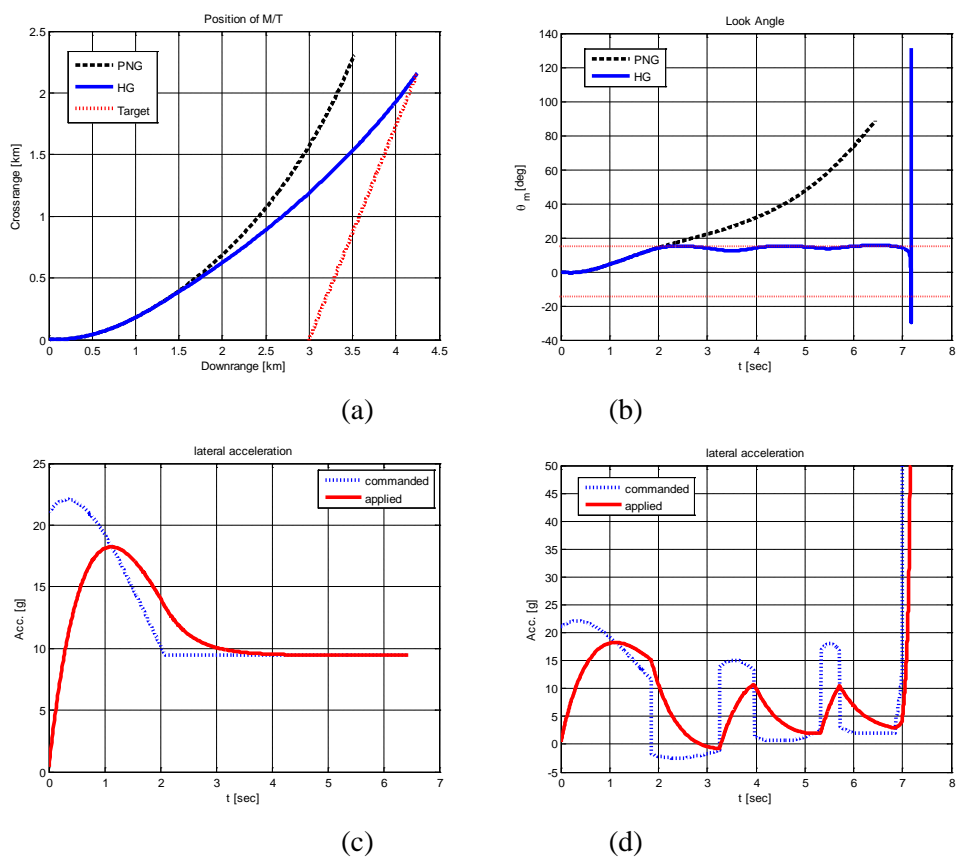 Position of M/T
2.5
2
1.5
1
0.5
0
Crossrange [km]
PNG
HG
Target
0 0.5 1 1.5 2 2.5 3 3.5 4 4.5
Downrange [km]
(a)
Look Angle
140
120
100
80
60
40
20
0
-20
-40
θm [deg]
PNG
HG
0 1 2 3 4 5 6 7 8
t [sec]
(b)
lateral acceleration
25
20
15
10
5
0
Acc. [g]
commanded
applied
0 1 2 3 4 5 6 7
t [sec]
(c)
lateral acceleration
50
45
40
35
30
25
20
15
10
5
0
-5
Acc. [g]
commanded
applied
0 1 2 3 4 5 6 7 8
t [sec]
(d)